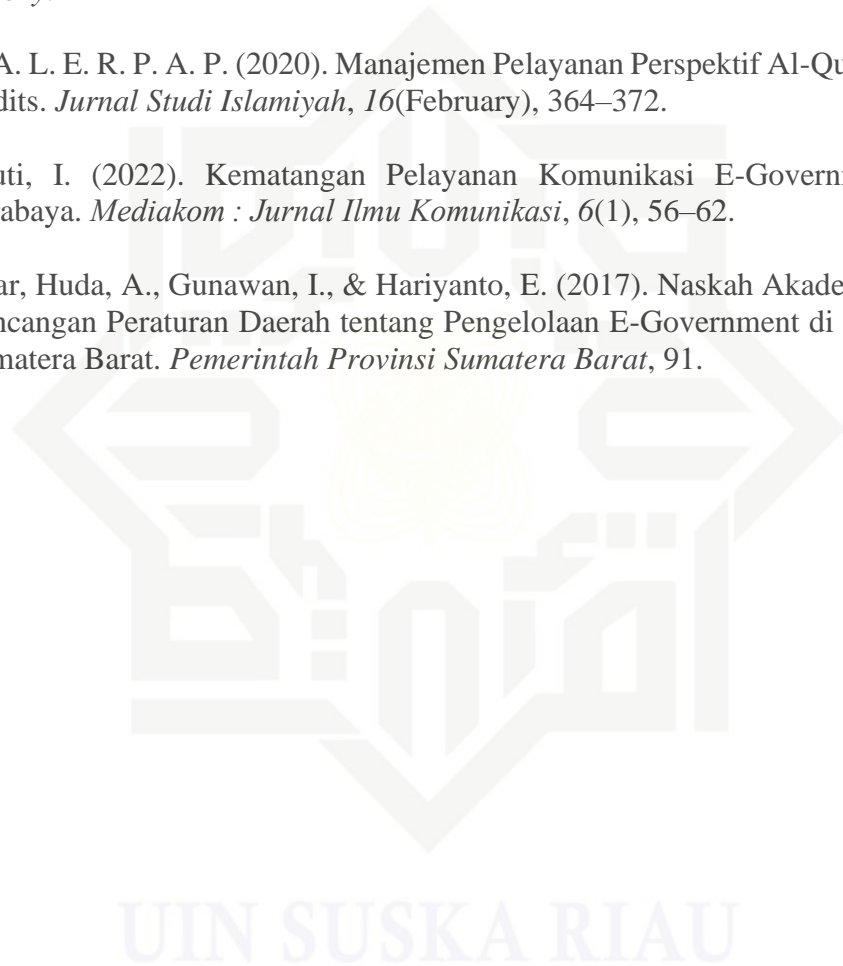 A. L. E. R. P. A. P. (2020). Manajemen Pelayanan Perspektif Al-Qu
dits. Jurnal Studi Islamiyah, 16(February), 364–372.
uti, I. (2022). Kematangan Pelayanan Komunikasi E-Govern
rabaya. Mediakom : Jurnal Ilmu Komunikasi, 6(1), 56–62.
ar, Huda, A., Gunawan, I., & Hariyanto, E. (2017). Naskah Akade
ncangan Peraturan Daerah tentang Pengelolaan E-Government di
matera Barat. Pemerintah Provinsi Sumatera Barat, 91.
UIN SUSKA RIAU